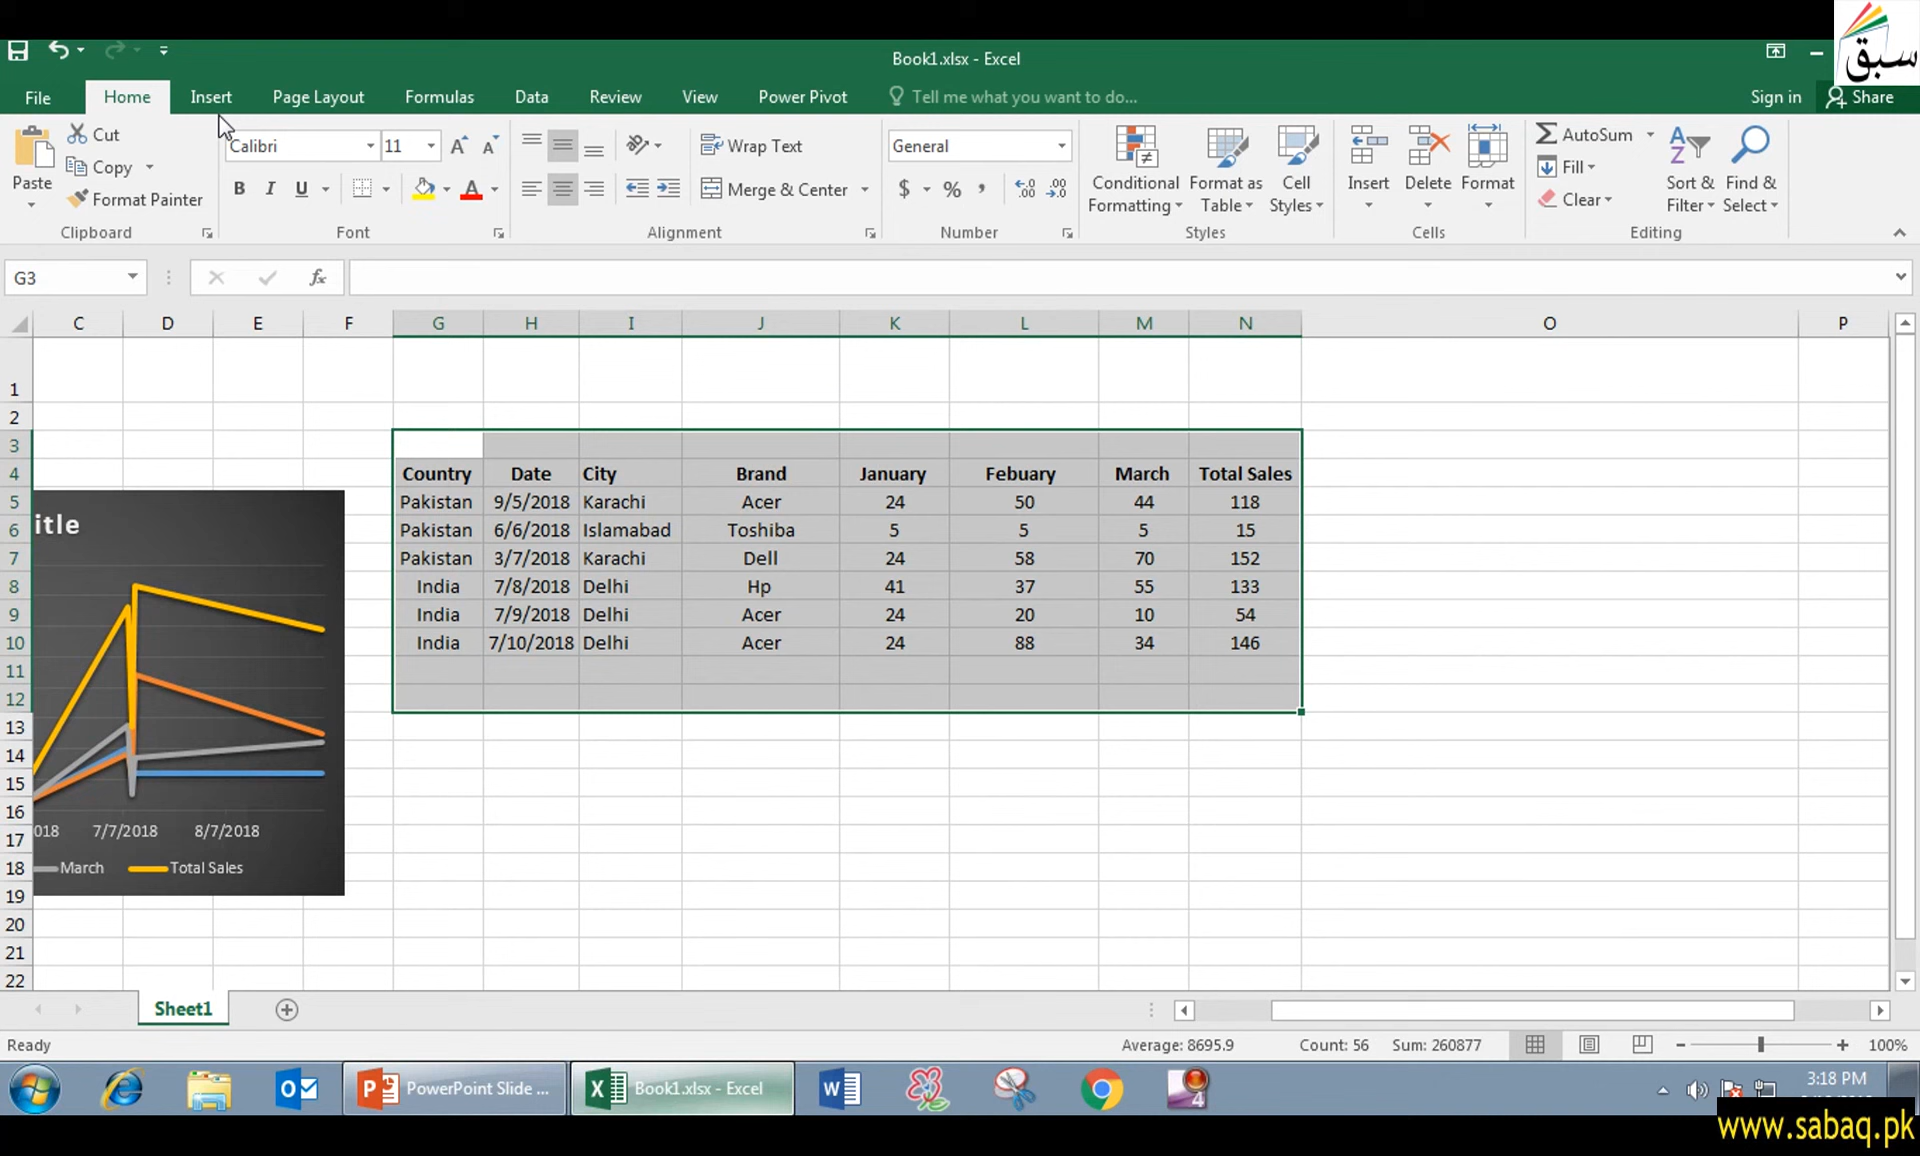 سبق
Book1.xlsx - Excel
File Home Insert Page Layout Formulas Data Review View Power Pivot Tell me what you want to do... Sign in Share
Cut
Copy
Format Painter
Paste
Clipboard
Calibri 11
B I U A
Font
Wrap Text
Merge & Center
Alignment
General
$ % ,
Number
Conditional Formatting
Format as Table
Cell Styles
Styles
Insert Delete Format
Cells
AutoSum
Fill
Clear
Sort & Filter
Find & Select
Editing
G3 fx
C D E F G H I J K L M N O P
1
2
3
4 Country Date City Brand January Febuary March Total Sales
5 Pakistan 9/5/2018 Karachi Acer 24 50 44 118
6 Pakistan 6/6/2018 Islamabad Toshiba 5 5 5 15
7 Pakistan 3/7/2018 Karachi Dell 24 58 70 152
8 India 7/8/2018 Delhi Hp 41 37 55 133
9 India 7/9/2018 Delhi Acer 24 20 10 54
10 India 7/10/2018 Delhi Acer 24 88 34 146
11
12
13
14
15
16
17
18
19
20
21
22
itle
018 7/7/2018 8/7/2018
March Total Sales
Sheet1
Ready Average: 8695.9 Count: 56 Sum: 260877 100%
PowerPoint Slide ... Book1.xlsx - Excel 3:18 PM
www.sabaq.pk